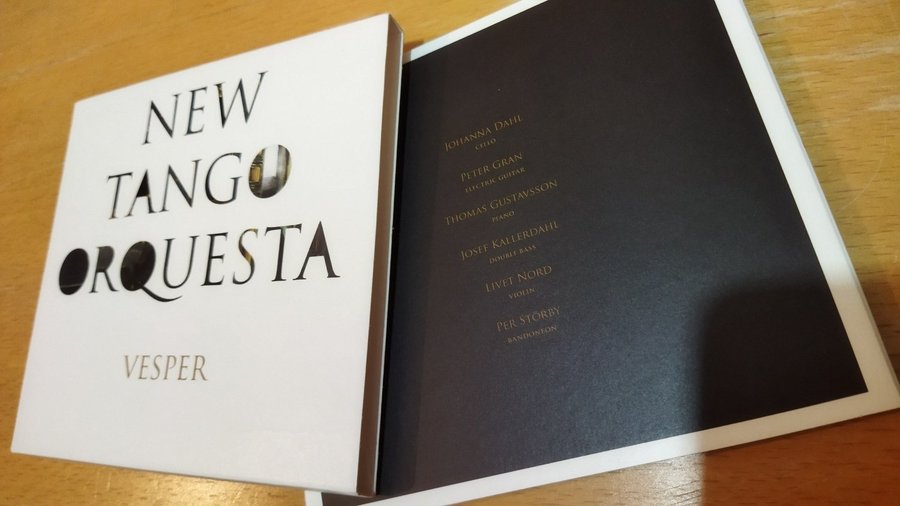 NEW
TANGO
ORQUESTA
VESPER
JOHANNA DAHL
CELLO
PETER GRAN
ELECTRIC GUITAR
THOMAS GUSTAVSSON
PIANO
JOSEF KALLERDAHL
DOUBLE BASS
LIVET NORD
VIOLIN
PER STÖRBY
BANDONEON